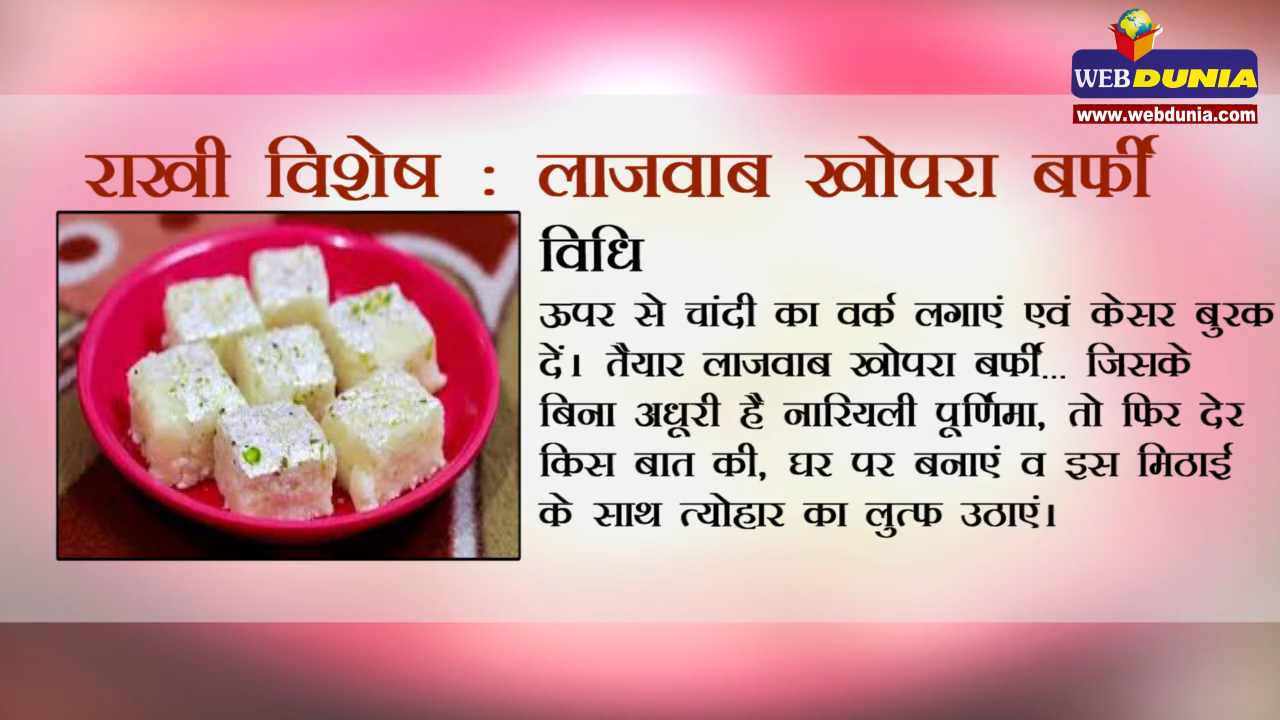 WEBDUNIA
www.webdunia.com
राखी विशेष : लाजवाब खोपरा बर्फी
विधि
ऊपर से चांदी का वर्क लगाएं एवं केसर बुरक
दें। तैयार लाजवाब खोपरा बर्फी... जिसके
बिना अधूरी है नारियली पूर्णिमा, तो फिर देर
किस बात की, घर पर बनाएं व इस मिठाई
के साथ त्योहार का लुत्फ उठाएं।